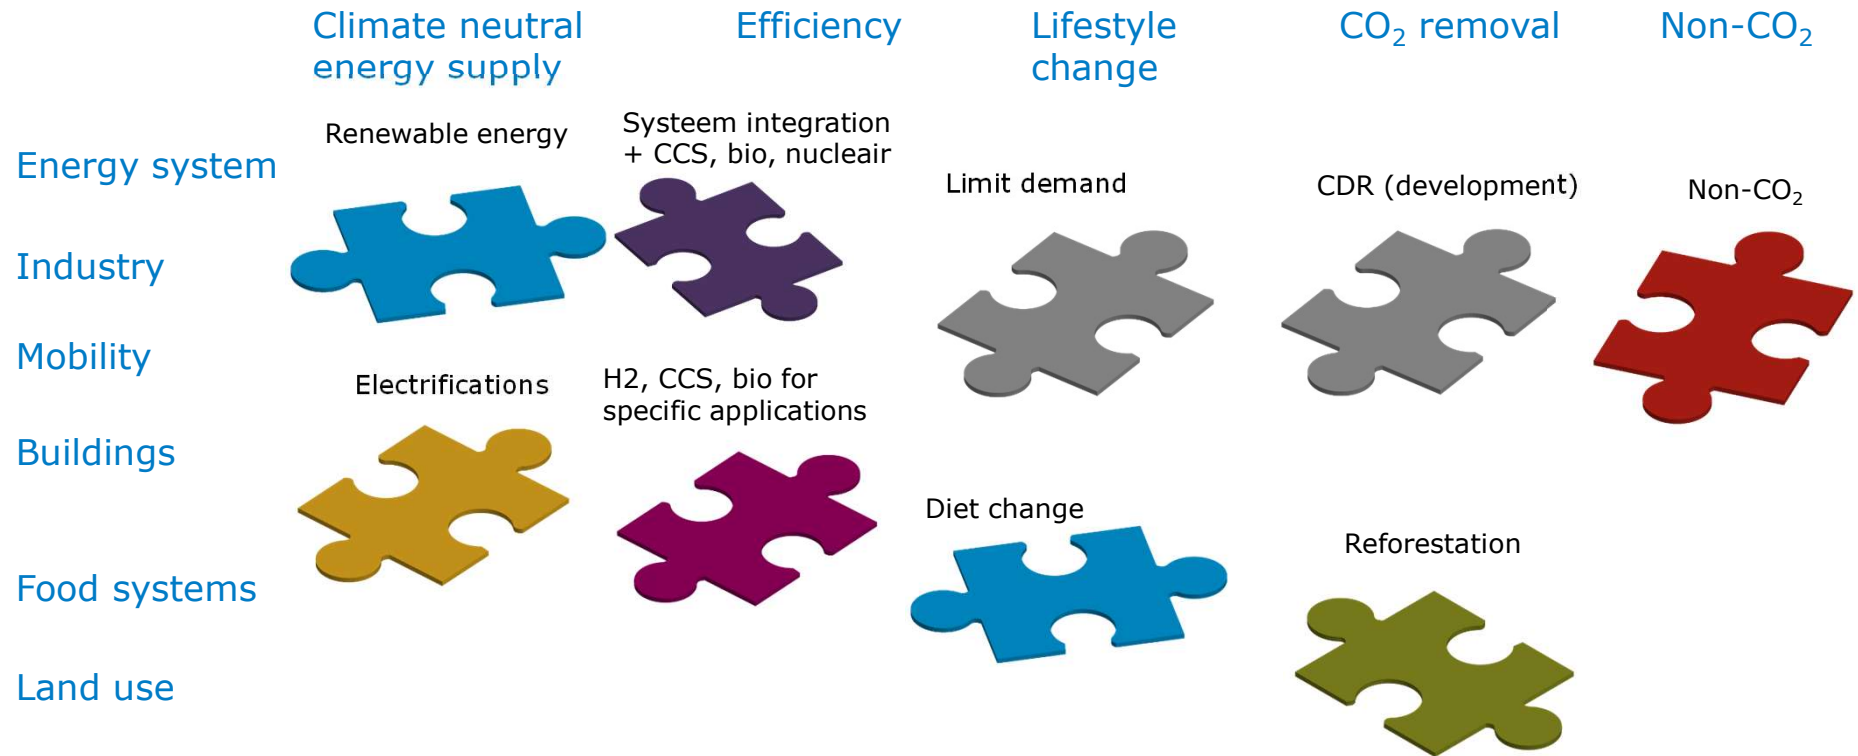 Climate neutral
energy supply
Efficiency
Lifestyle
change
CO₂ removal
Non-CO₂
Energy system
Industry
Mobility
Buildings
Food systems
Land use
Renewable energy
Systeem integration
+ CCS, bio, nucleair
Limit demand
CDR (development)
Non-CO₂
Electrifications
H2, CCS, bio for
specific applications
Diet change
Reforestation